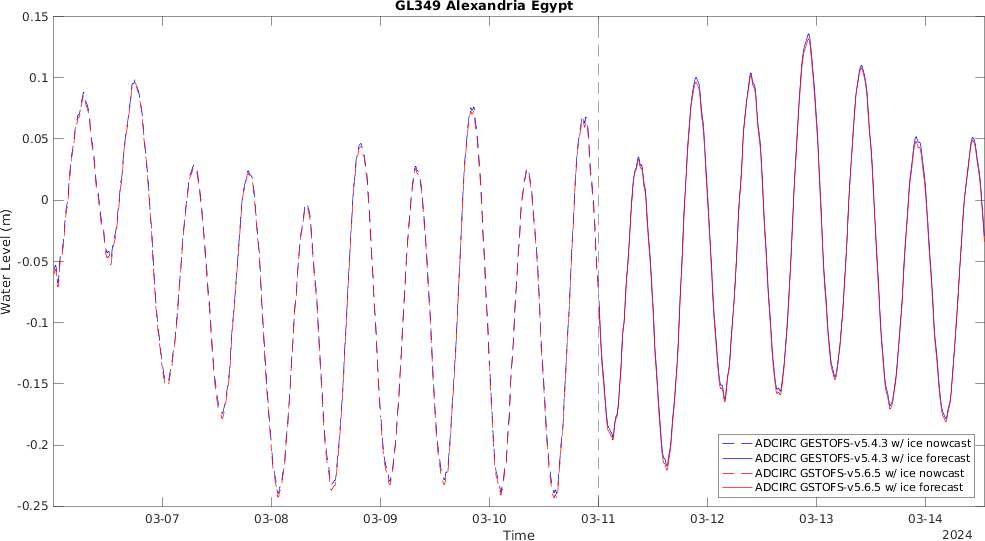 GL349 Alexandria Egypt
0.15
0.1
0.05
0
-0.05
-0.1
-0.15
-0.2
-0.25
Water Level (m)
ADCIRC GESTOFS-v5.4.3 w/ ice nowcast
ADCIRC GESTOFS-v5.4.3 w/ ice forecast
ADCIRC GSTOFS-v5.6.5 w/ ice nowcast
ADCIRC GSTOFS-v5.6.5 w/ ice forecast
03-07 03-08 03-09 03-10 03-11 03-12 03-13 03-14
Time
2024